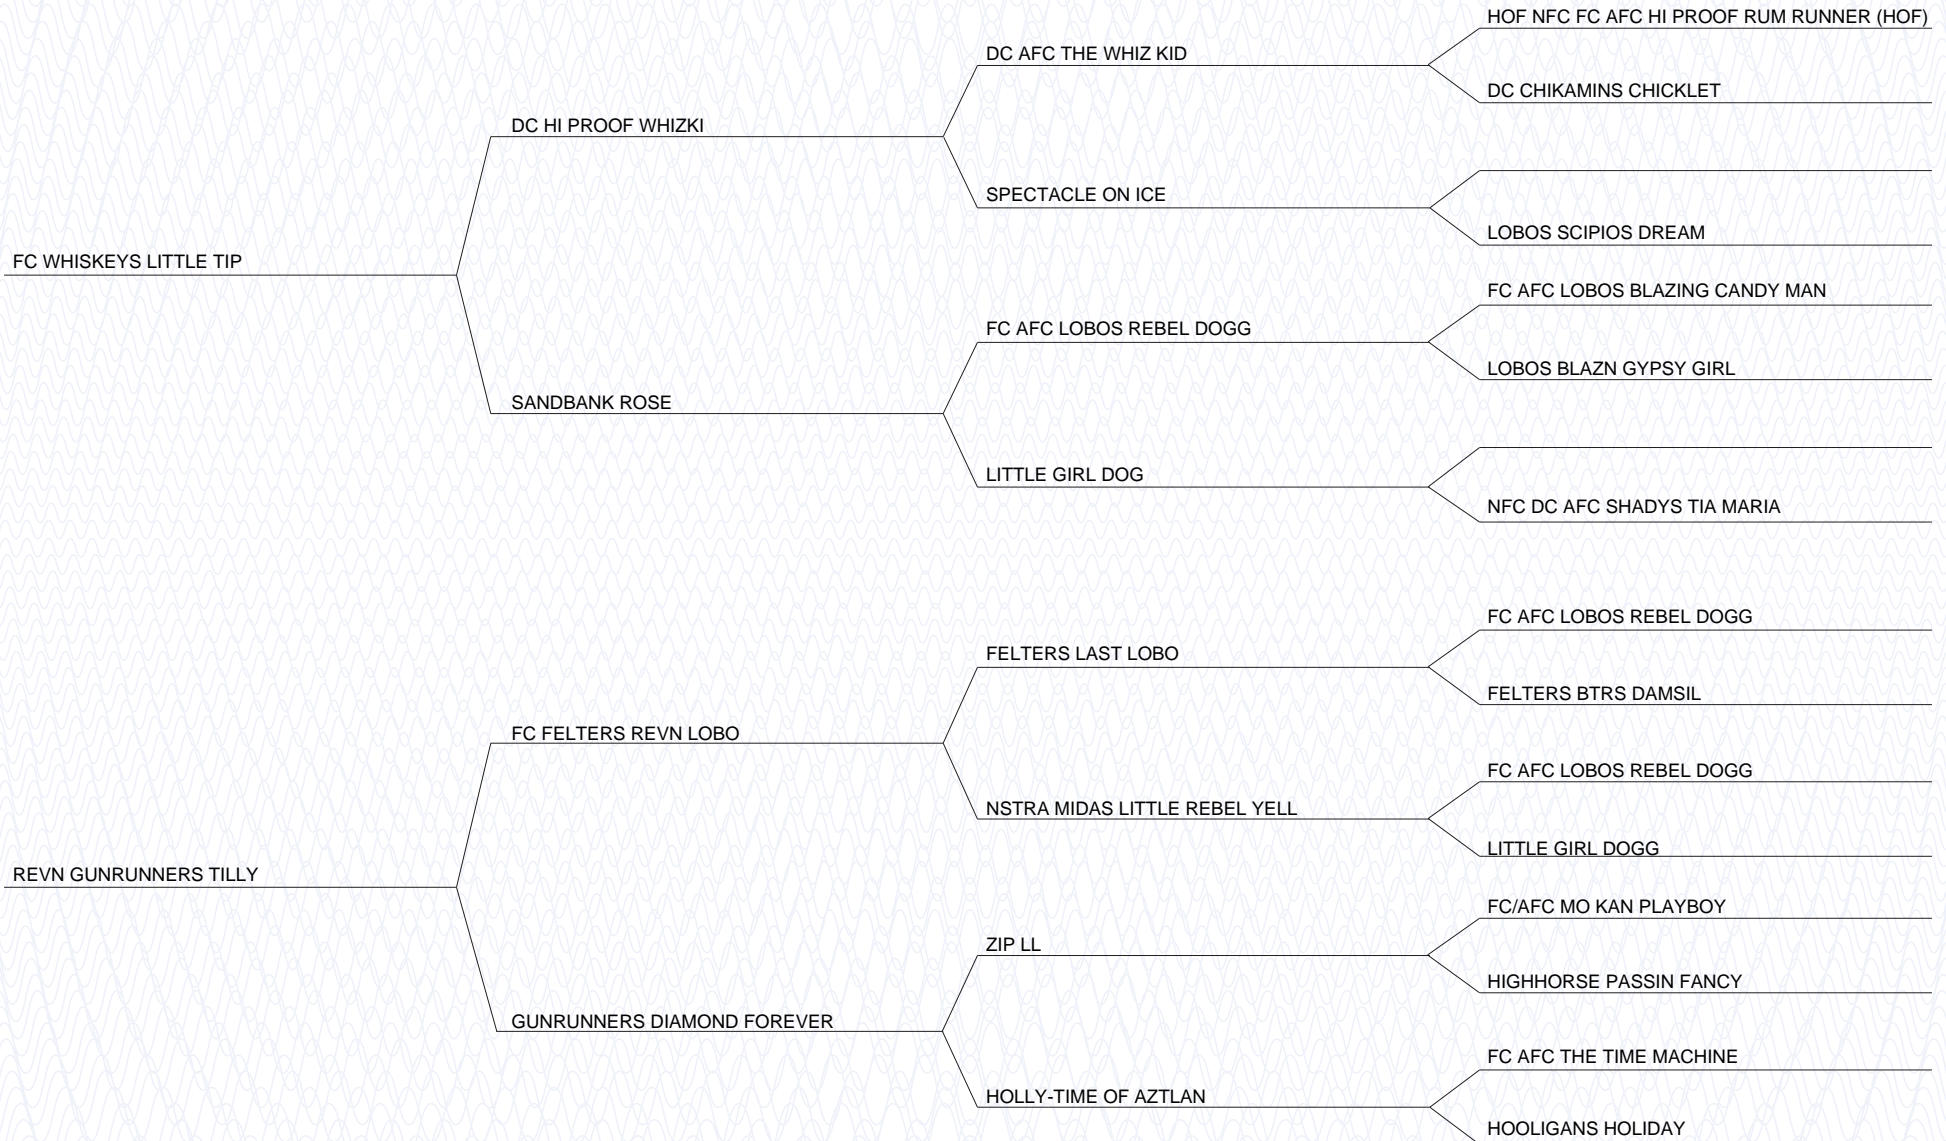 HOF NFC FC AFC HI PROOF RUM RUNNER (HOF)
DC AFC THE WHIZ KID
DC CHIKAMINS CHICKLET
DC HI PROOF WHIZKI
SPECTACLE ON ICE
LOBOS SCIPIOS DREAM
FC WHISKEYS LITTLE TIP
FC AFC LOBOS BLAZING CANDY MAN
FC AFC LOBOS REBEL DOGG
LOBOS BLAZN GYPSY GIRL
SANDBANK ROSE
LITTLE GIRL DOG
NFC DC AFC SHADYS TIA MARIA
FC AFC LOBOS REBEL DOGG
FELTERS LAST LOBO
FELTERS BTRS DAMSIL
FC FELTERS REVN LOBO
FC AFC LOBOS REBEL DOGG
NSTRA MIDAS LITTLE REBEL YELL
LITTLE GIRL DOGG
REVN GUNRUNNERS TILLY
FC/AFC MO KAN PLAYBOY
ZIP LL
HIGHHORSE PASSIN FANCY
GUNRUNNERS DIAMOND FOREVER
FC AFC THE TIME MACHINE
HOLLY-TIME OF AZTLAN
HOOLIGANS HOLIDAY